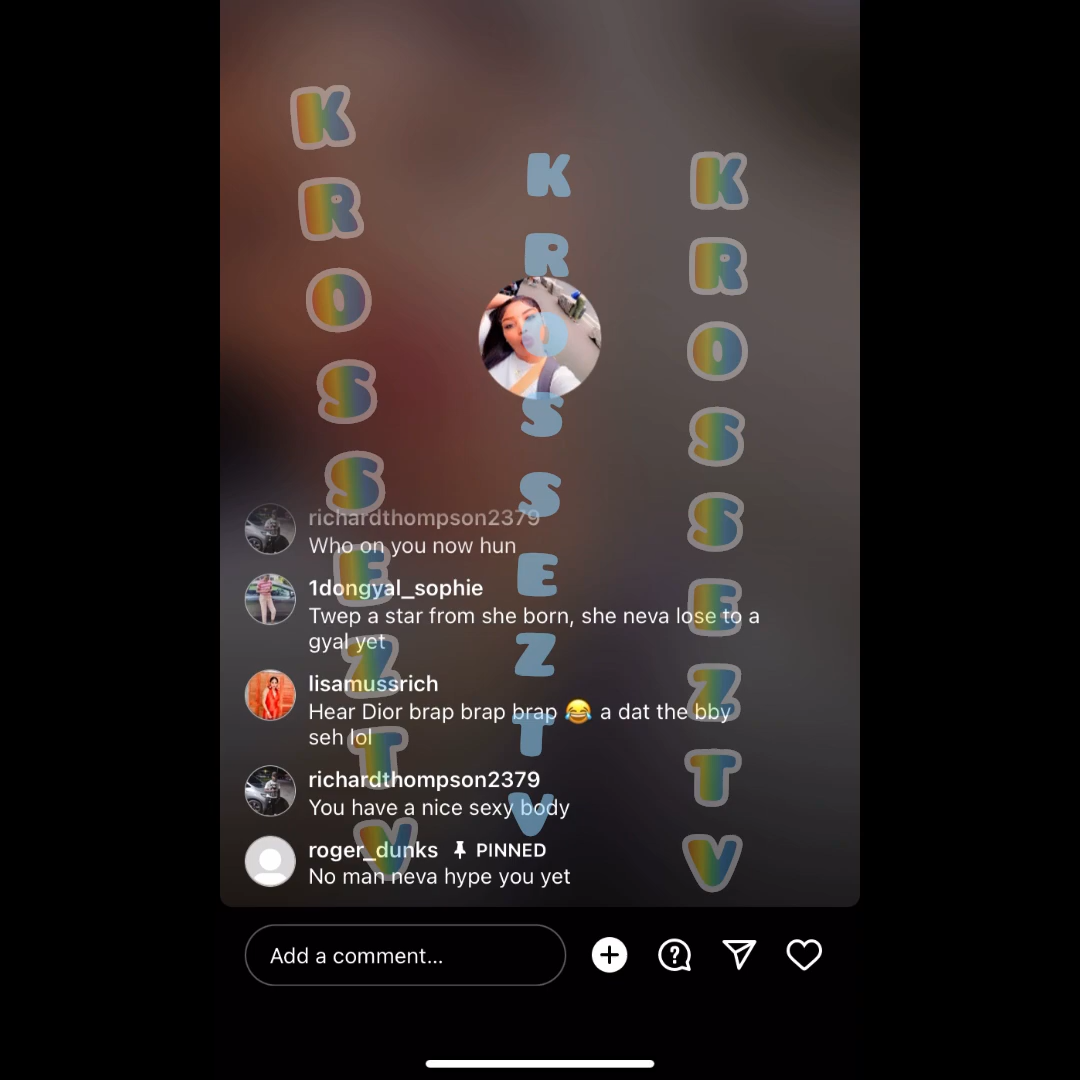 KROSSEZTV
KROSSEZTV
KROSSEZTV
richardthompson2379
Who on you now hun
1dongyal_sophie
Twep a star from she born, she neva lose to a
gyal yet
lisamussrich
Hear Dior brap brap brap 😂 a dat the bby
seh lol
richardthompson2379
You have a nice sexy body
roger_dunks PINNED
No man neva hype you yet
Add a comment...